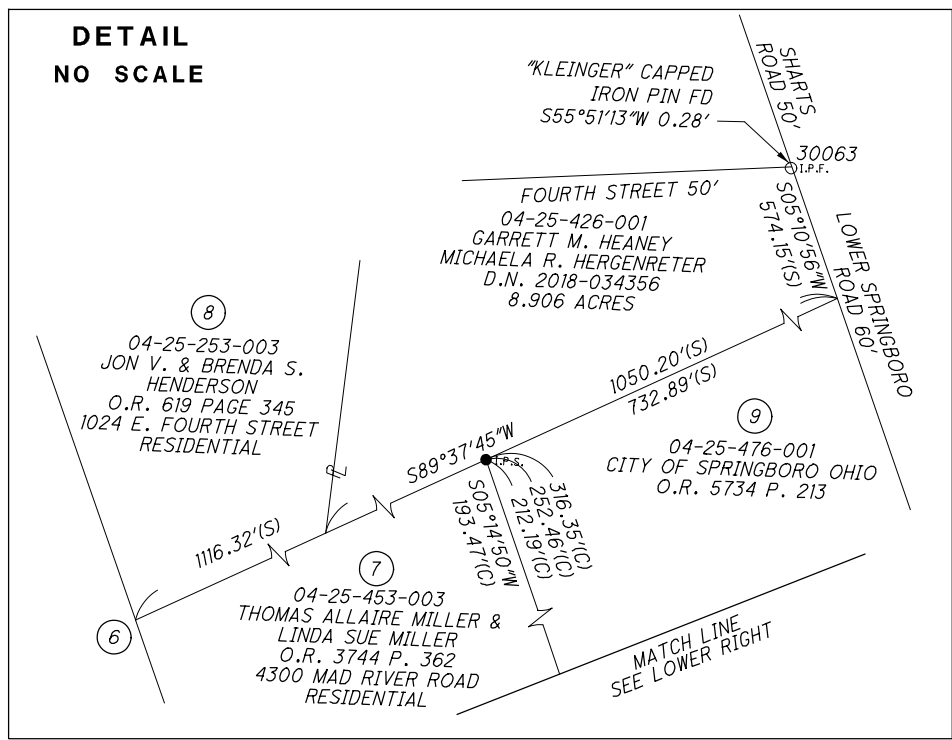 DETAIL
NO SCALE
"KLEINGER" CAPPED
IRON PIN FD
S55°51'13"W 0.28'
SHARTS
ROAD 50'
30063
I.P.F.
FOURTH STREET 50'
S05°10'56"W
574.15'(S)
LOWER SPRINGBORO
ROAD 60'
04-25-426-001
GARRETT M. HEANEY
MICHAELA R. HERGENRETER
D.N. 2018-034356
8.906 ACRES
8
04-25-253-003
JON V. & BRENDA S.
HENDERSON
O.R. 619 PAGE 345
1024 E. FOURTH STREET
RESIDENTIAL
1050.20'(S)
732.89'(S)
9
04-25-476-001
CITY OF SPRINGBORO OHIO
O.R. 5734 P. 213
S89°37'45"W
I.P.S.
316.35'(C)
252.46'(C)
212.19'(C)
S05°14'50"W
193.47'(C)
1116.32'(S)
6
7
04-25-453-003
THOMAS ALLAIRE MILLER &
LINDA SUE MILLER
O.R. 3744 P. 362
4300 MAD RIVER ROAD
RESIDENTIAL
MATCH LINE
SEE LOWER RIGHT